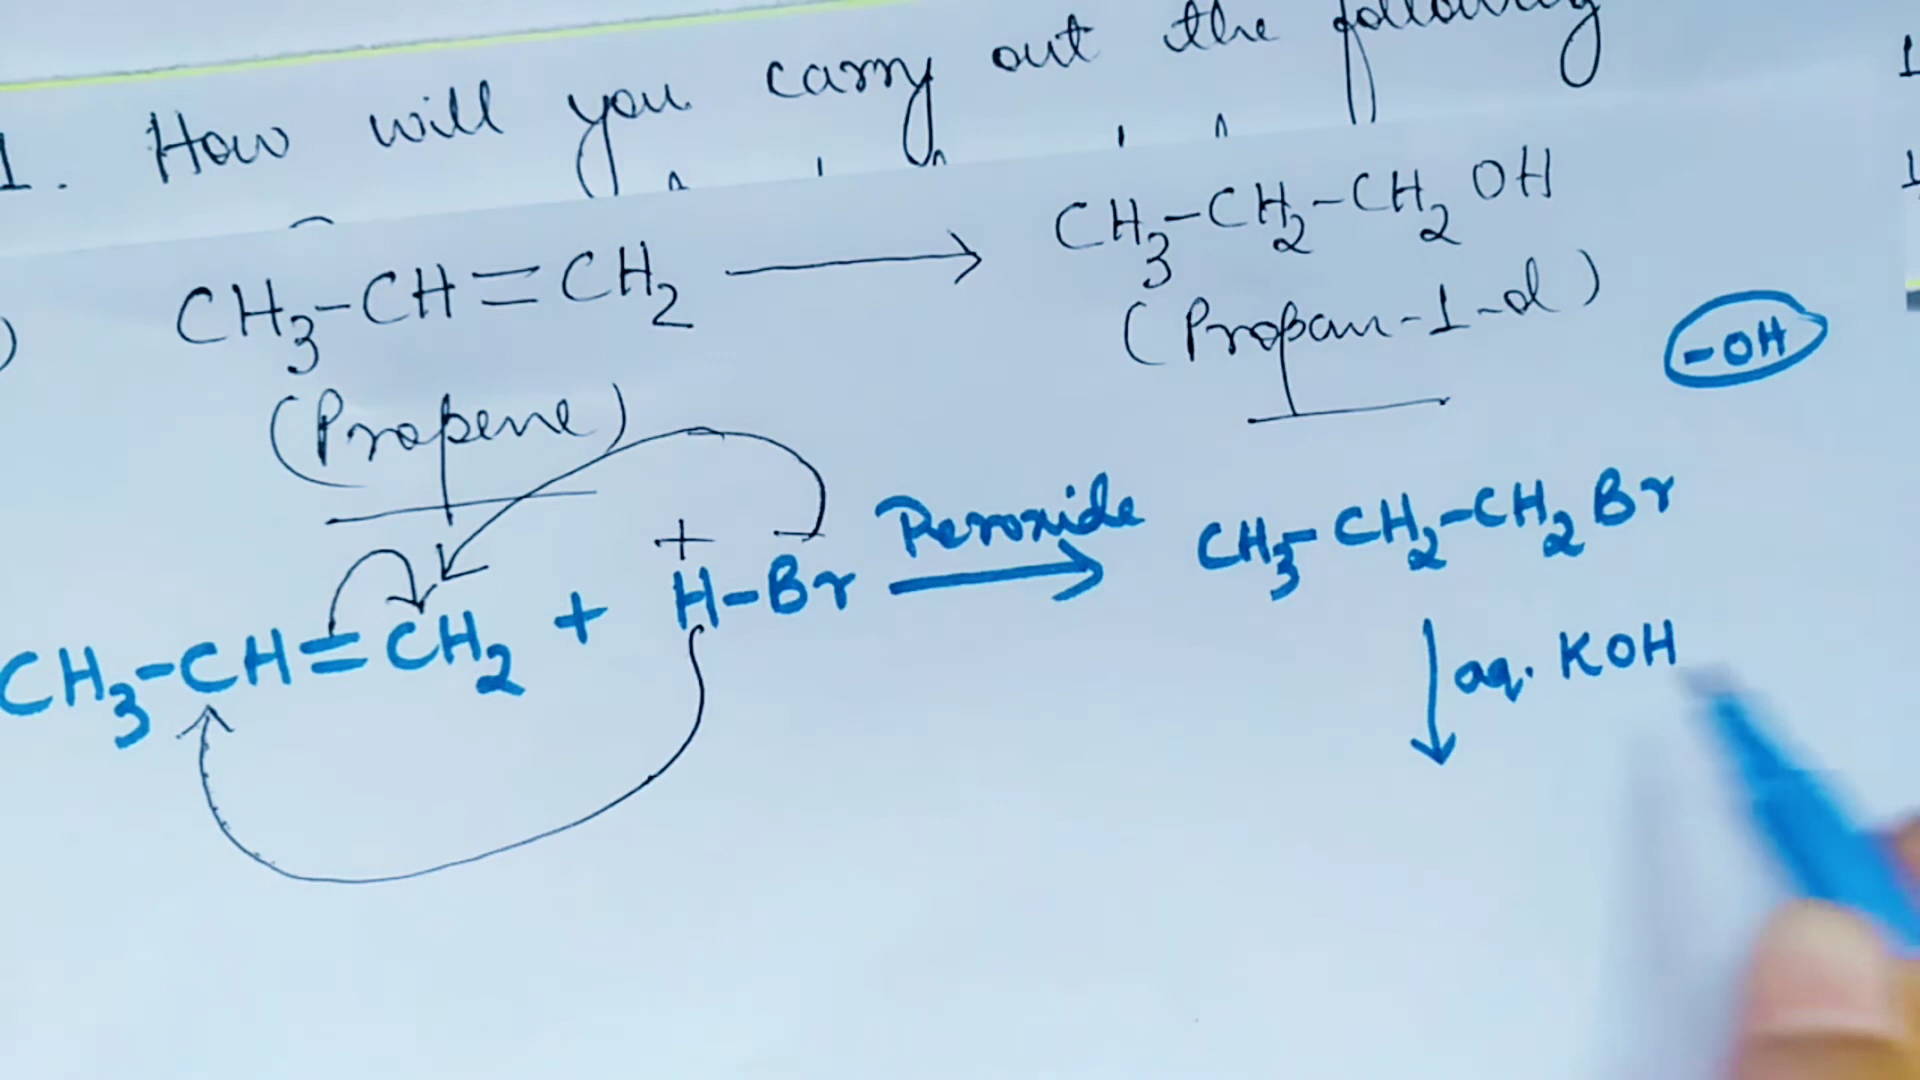 1. How will you carry out the following
CH₃-CH=CH₂ ⟶ CH₃-CH₂-CH₂OH
(Propene) (Propan-1-ol)
-OH
CH₃-CH=CH₂ + H-Br ⟶ CH₃-CH₂-CH₂Br
+ - Peroxide
aq. KOH